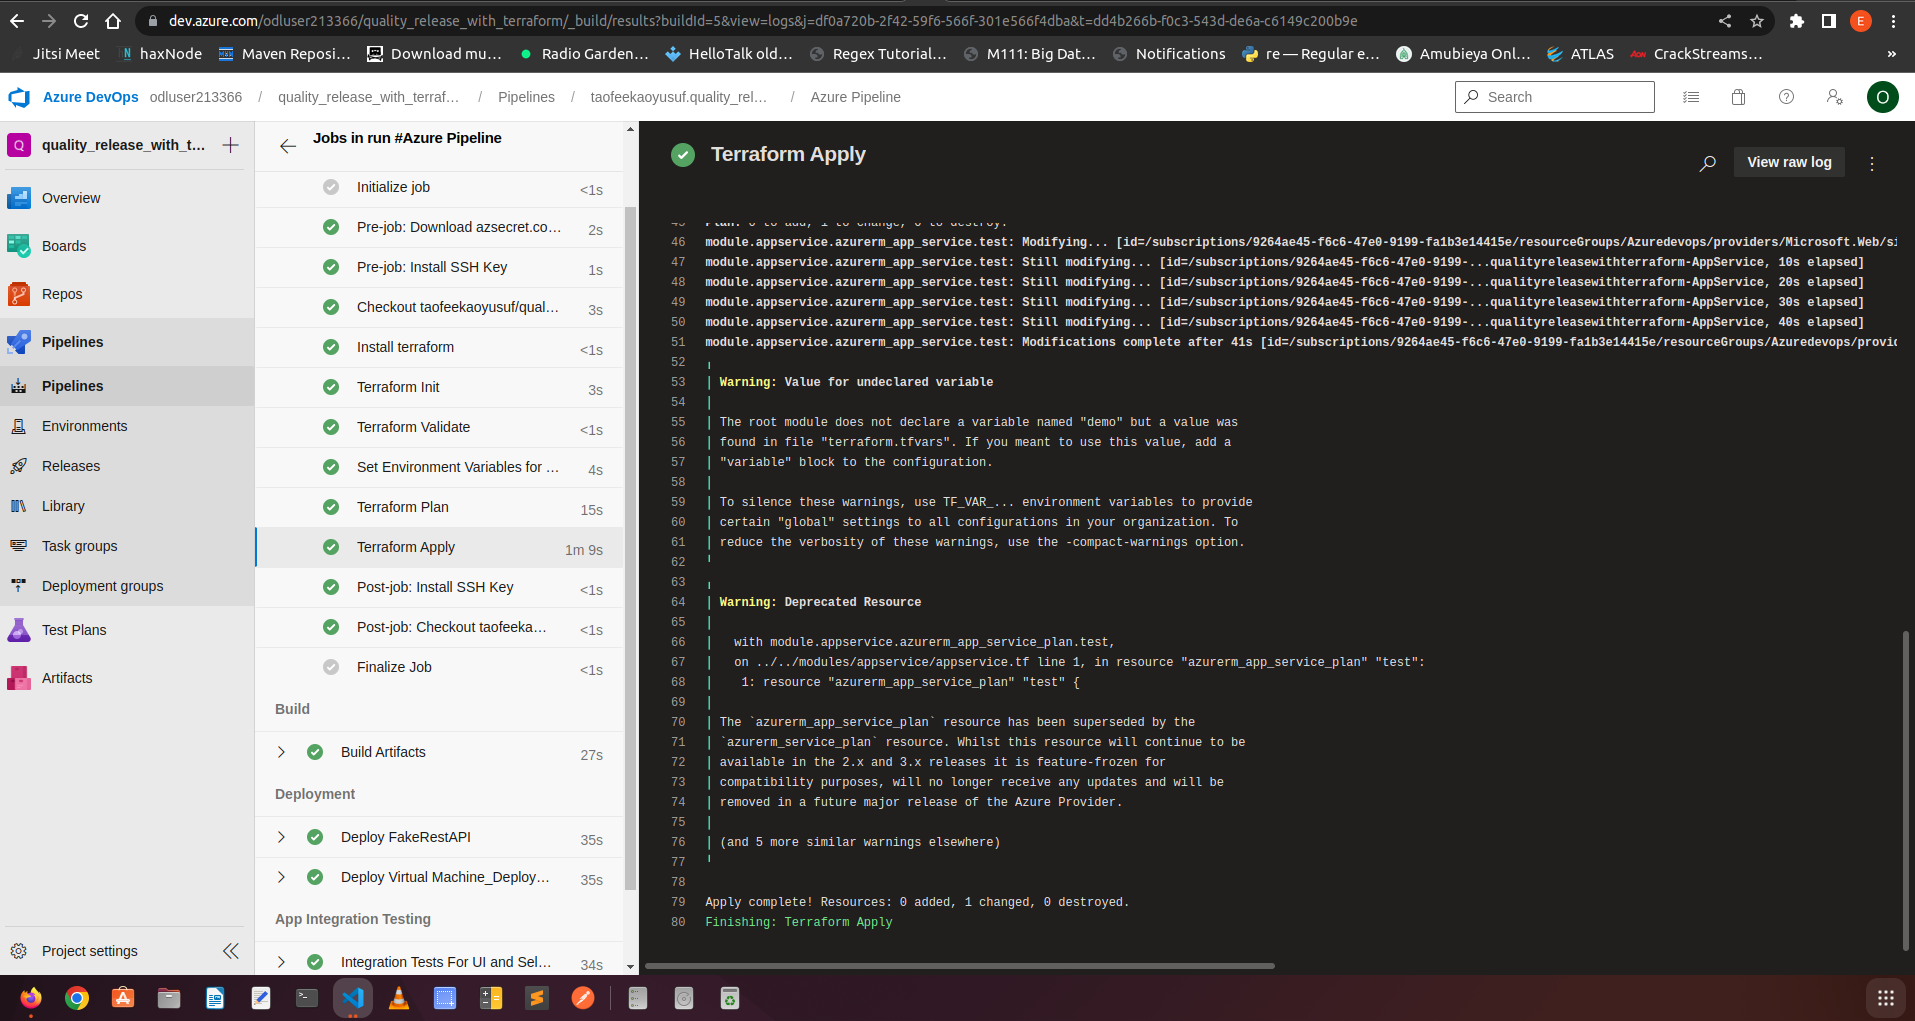 dev.azure.com/odluser213366/quality_release_with_terraform/_build/results?buildId=5&view=logs&j=df0a720b-2f42-59f6-566f-301e566f4dba&t=dd4b266b-f0c3-543d-de6a-c6149c200b9e
E
Jitsi Meet
haxNode
Maven Reposi…
Download mu…
Radio Garden…
HelloTalk old…
Regex Tutorial…
M111: Big Dat…
Notifications
re — Regular e…
Amubieya Onl…
ATLAS
CrackStreams…
»
Azure DevOps
odluser213366 / quality_release_with_terraf… / Pipelines / taofeekaoyusuf.quality_rel… / Azure Pipeline
Search
O
Q
quality_release_with_t…
Overview
Boards
Repos
Pipelines
Pipelines
Environments
Releases
Library
Task groups
Deployment groups
Test Plans
Artifacts
Project settings
Jobs in run #Azure Pipeline
Initialize job <1s
Pre-job: Download azsecret.co… 2s
Pre-job: Install SSH Key 1s
Checkout taofeekaoyusuf/qual… 3s
Install terraform <1s
Terraform Init 3s
Terraform Validate <1s
Set Environment Variables for … 4s
Terraform Plan 15s
Terraform Apply 1m 9s
Post-job: Install SSH Key <1s
Post-job: Checkout taofeeka… <1s
Finalize Job <1s
Build
Build Artifacts 27s
Deployment
Deploy FakeRestAPI 35s
Deploy Virtual Machine_Deploy… 35s
App Integration Testing
Integration Tests For UI and Sel… 34s
Terraform Apply
View raw log
45 Plan: 0 to add, 1 to change, 0 to destroy.
46 module.appservice.azurerm_app_service.test: Modifying... [id=/subscriptions/9264ae45-f6c6-47e0-9199-fa1b3e14415e/resourceGroups/Azuredevops/providers/Microsoft.Web/si
47 module.appservice.azurerm_app_service.test: Still modifying... [id=/subscriptions/9264ae45-f6c6-47e0-9199-...qualityreleasewithterraform-AppService, 10s elapsed]
48 module.appservice.azurerm_app_service.test: Still modifying... [id=/subscriptions/9264ae45-f6c6-47e0-9199-...qualityreleasewithterraform-AppService, 20s elapsed]
49 module.appservice.azurerm_app_service.test: Still modifying... [id=/subscriptions/9264ae45-f6c6-47e0-9199-...qualityreleasewithterraform-AppService, 30s elapsed]
50 module.appservice.azurerm_app_service.test: Still modifying... [id=/subscriptions/9264ae45-f6c6-47e0-9199-...qualityreleasewithterraform-AppService, 40s elapsed]
51 module.appservice.azurerm_app_service.test: Modifications complete after 41s [id=/subscriptions/9264ae45-f6c6-47e0-9199-fa1b3e14415e/resourceGroups/Azuredevops/provid
52
53 Warning: Value for undeclared variable
54
55 The root module does not declare a variable named "demo" but a value was
56 found in file "terraform.tfvars". If you meant to use this value, add a
57 "variable" block to the configuration.
58
59 To silence these warnings, use TF_VAR_... environment variables to provide
60 certain "global" settings to all configurations in your organization. To
61 reduce the verbosity of these warnings, use the -compact-warnings option.
62
63
64 Warning: Deprecated Resource
65
66 with module.appservice.azurerm_app_service_plan.test,
67 on ../../modules/appservice/appservice.tf line 1, in resource "azurerm_app_service_plan" "test":
68 1: resource "azurerm_app_service_plan" "test" {
69
70 The `azurerm_app_service_plan` resource has been superseded by the
71 `azurerm_service_plan` resource. Whilst this resource will continue to be
72 available in the 2.x and 3.x releases it is feature-frozen for
73 compatibility purposes, will no longer receive any updates and will be
74 removed in a future major release of the Azure Provider.
75
76 (and 5 more similar warnings elsewhere)
77
78
79 Apply complete! Resources: 0 added, 1 changed, 0 destroyed.
80 Finishing: Terraform Apply